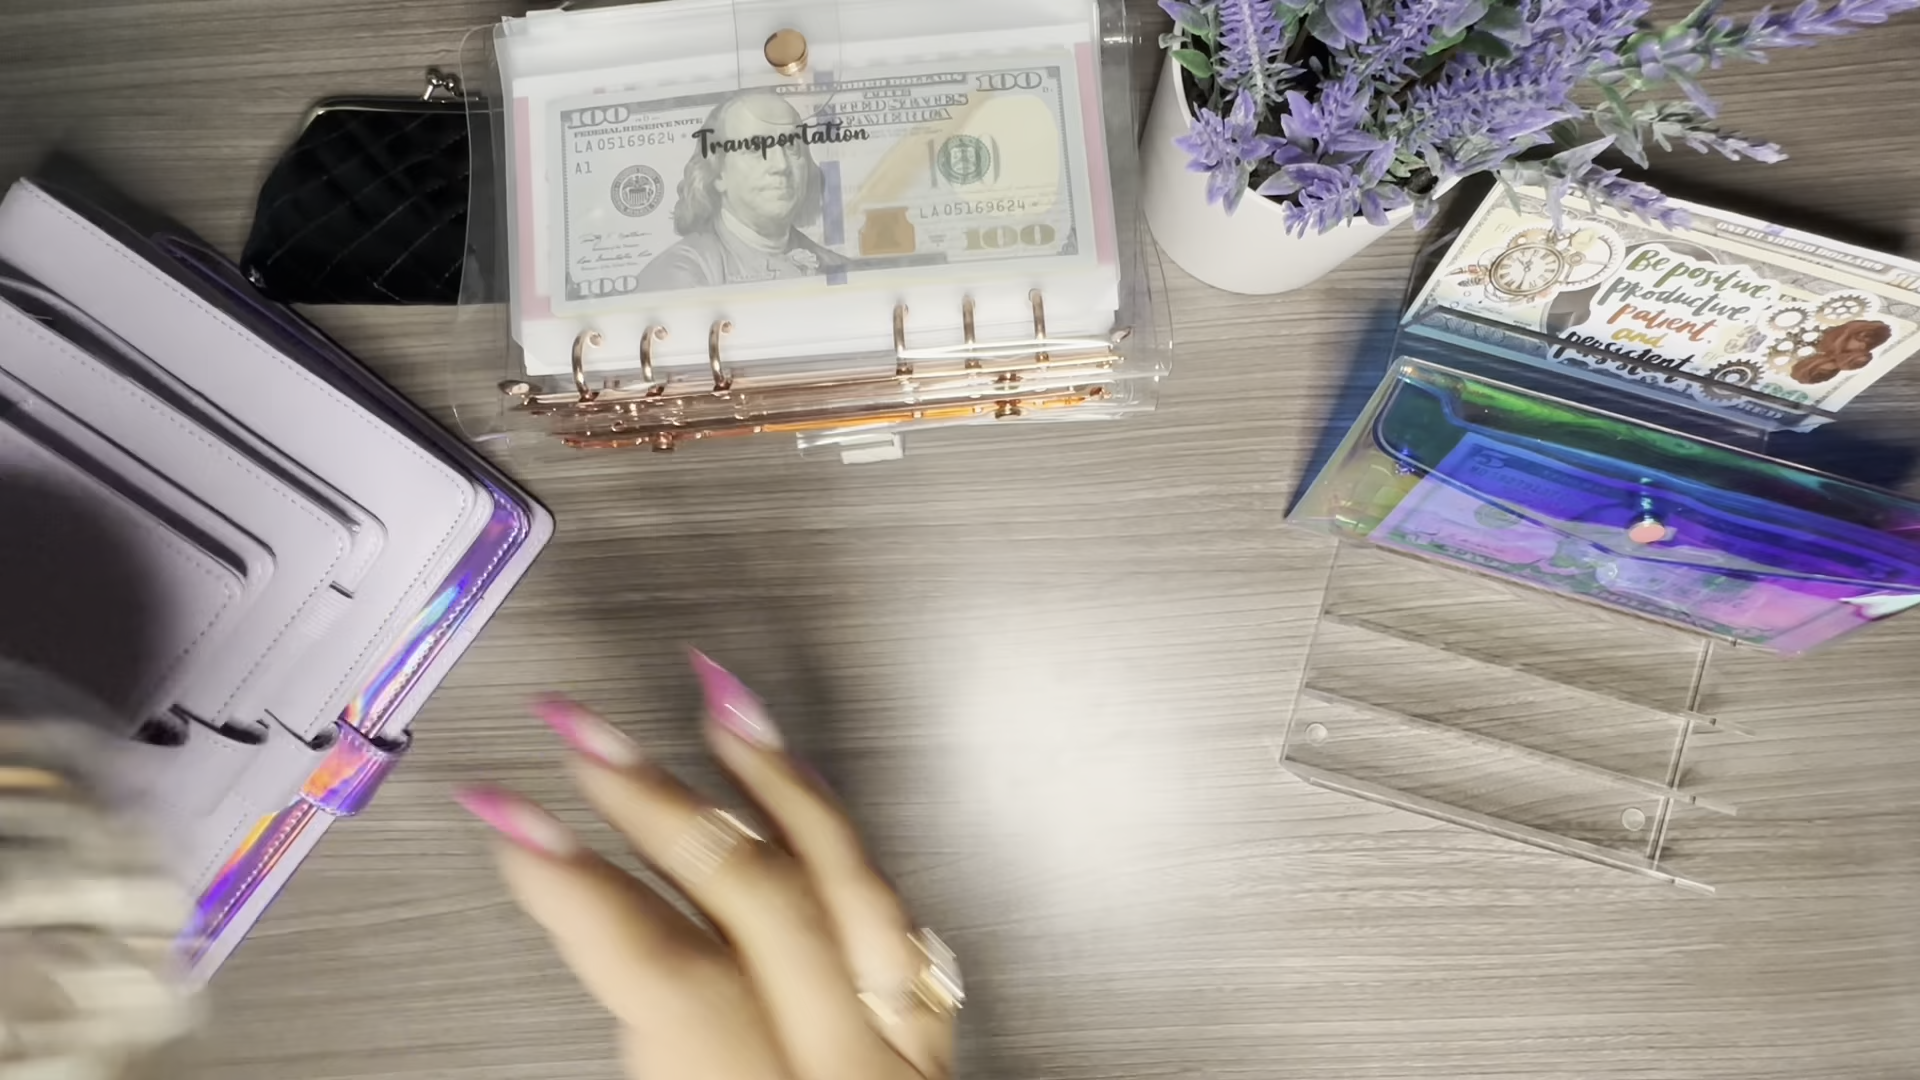 100
100
FEDERAL RESERVE NOTE
THE UNITED STATES
OF AMERICA
LA 05169624 *
A1
Transportation
LA 05169624 *
100
100
ONE HUNDRED DOLLARS
Be positive,
productive,
patient.
and
persistent